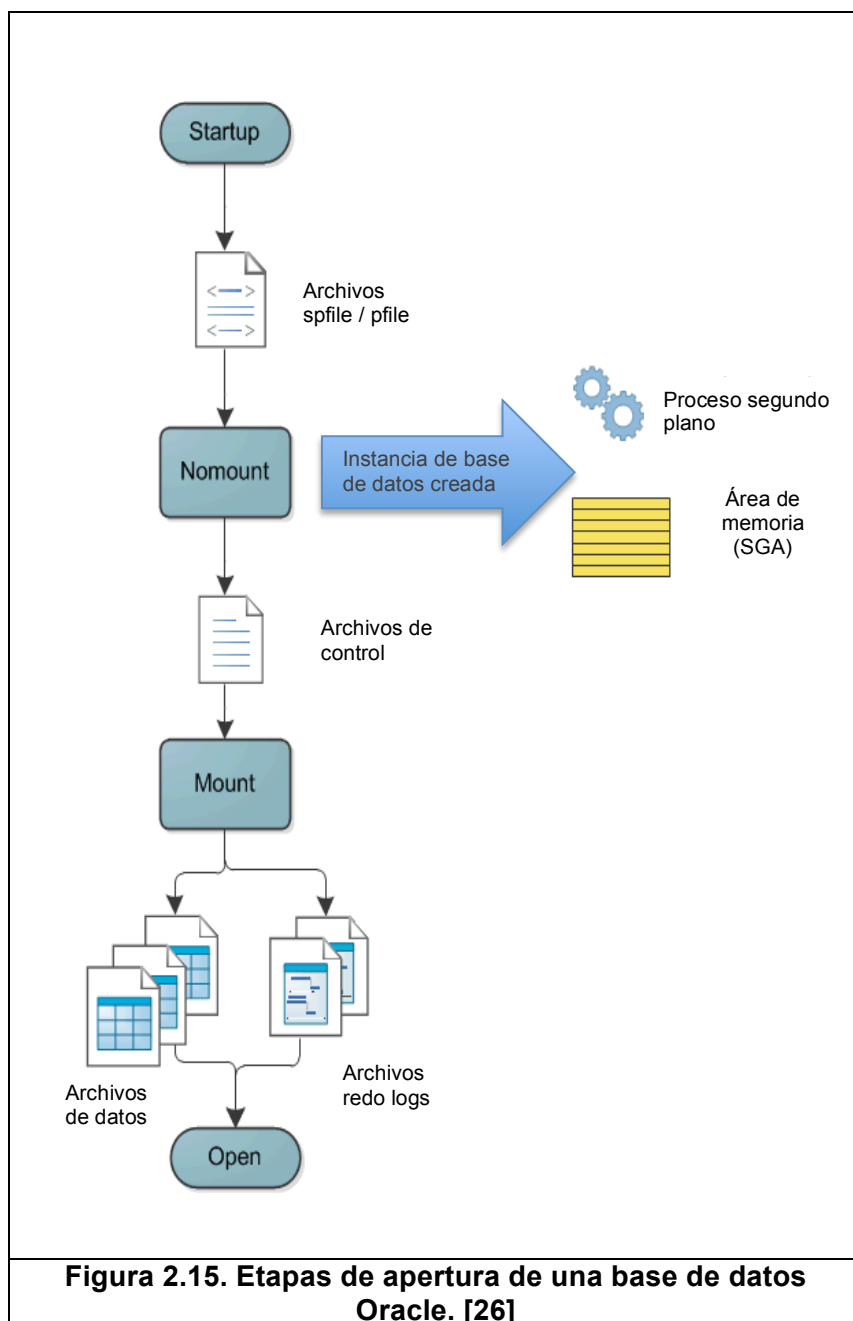 Startup
Archivos
spfile / pfile
Nomount
Instancia de base
de datos creada
Proceso segundo
plano
Área de
memoria
(SGA)
Archivos de
control
Mount
Archivos
de datos
Archivos
redo logs
Open
Figura 2.15. Etapas de apertura de una base de datos
Oracle. [26]